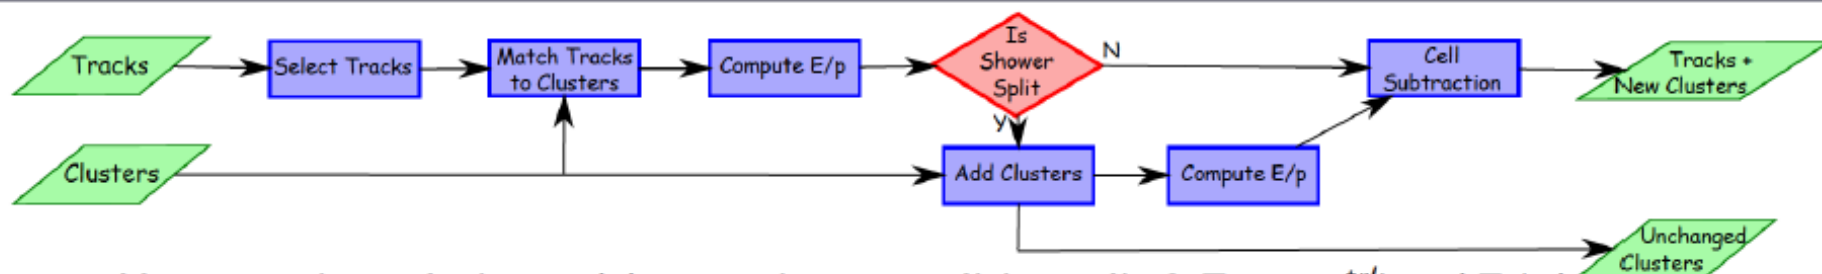 Tracks
Select Tracks
Match Tracks
to Clusters
Compute E/p
Is
Shower
Split
N
Y
Cell
Subtraction
Tracks +
New Clusters
Clusters
Add Clusters
Compute E/p
Unchanged
Clusters